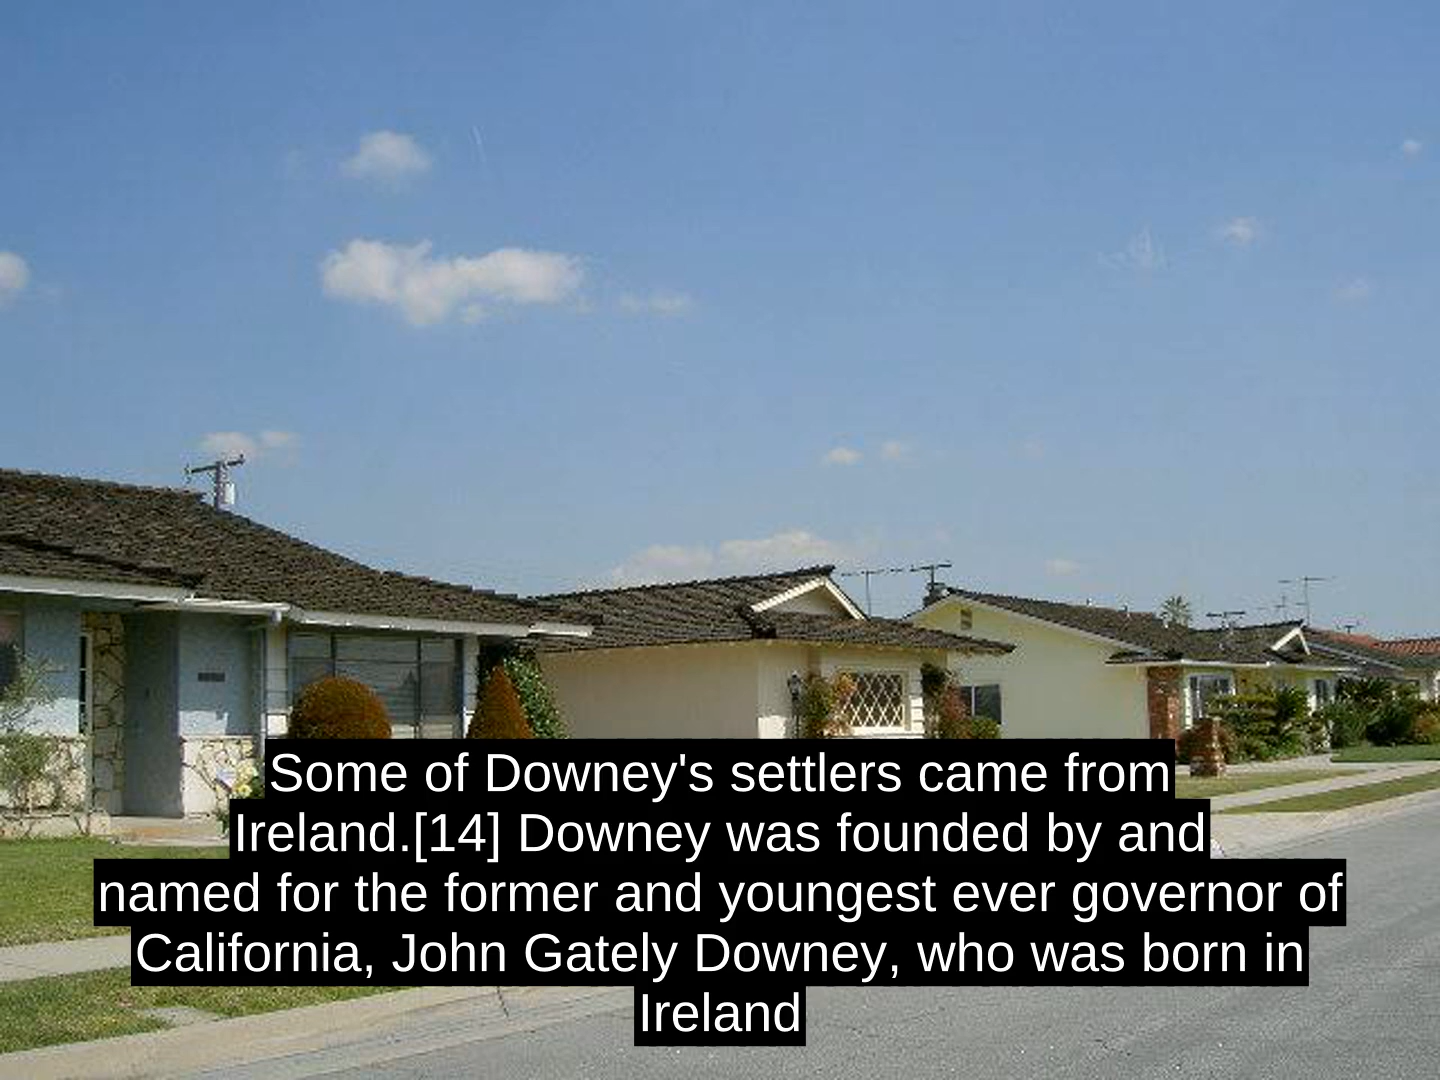 Some of Downey's settlers came from
Ireland.[14] Downey was founded by and
named for the former and youngest ever governor of
California, John Gately Downey, who was born in
Ireland